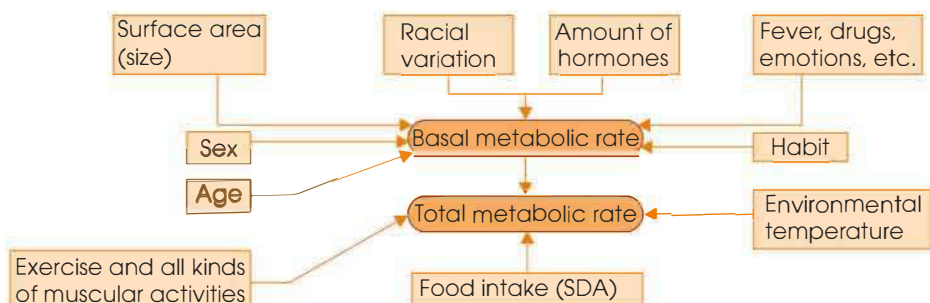 Surface area
(size)
Racial
variation
Amount of
hormones
Fever, drugs,
emotions, etc.
Sex
Basal metabolic rate
Habit
Age
Total metabolic rate
Environmental
temperature
Exercise and all kinds
of muscular activities
Food intake (SDA)